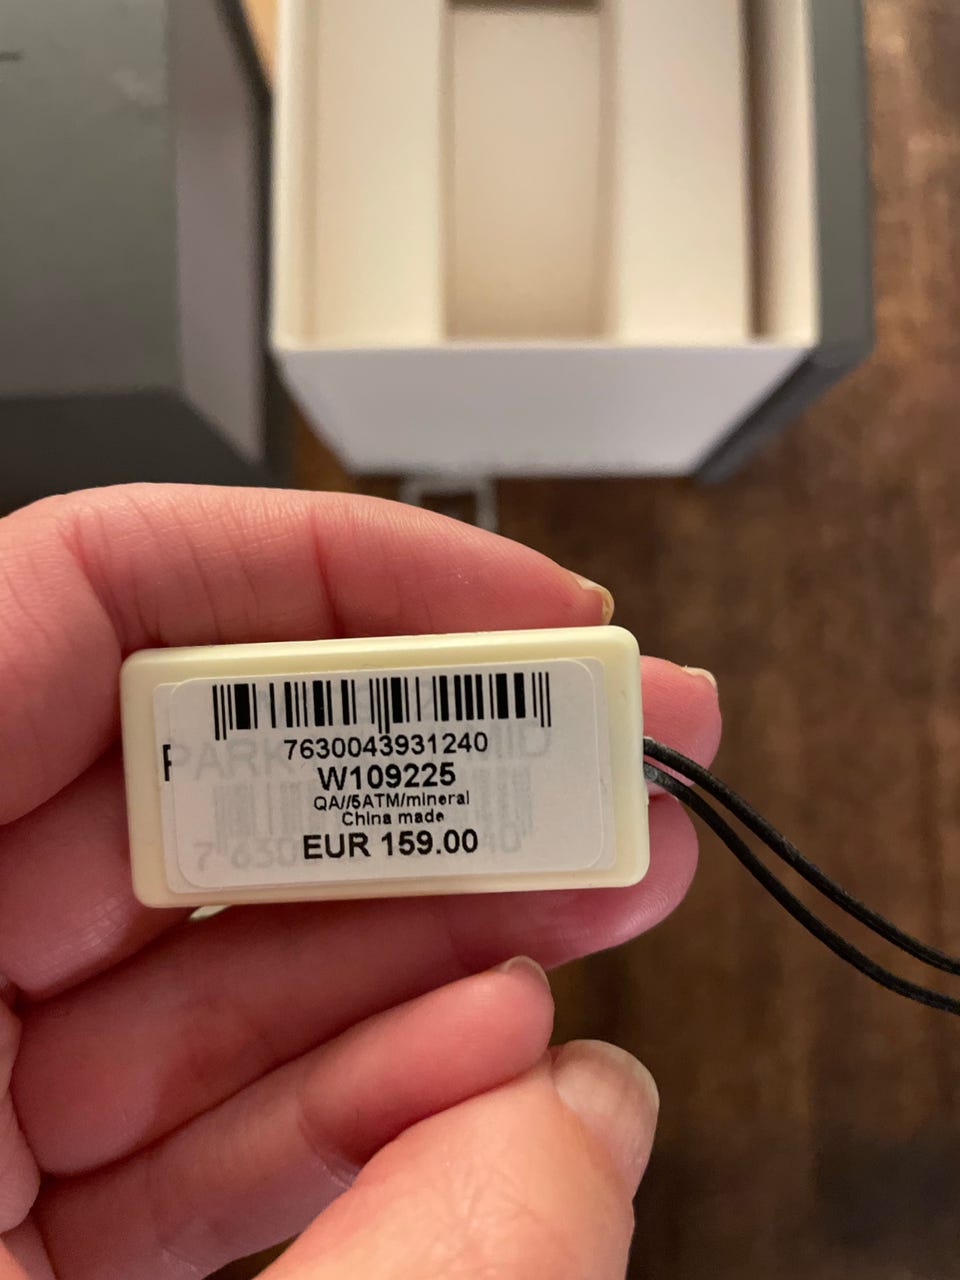 7630043931240
W109225
QA//5ATM/mineral
China made
EUR 159.00